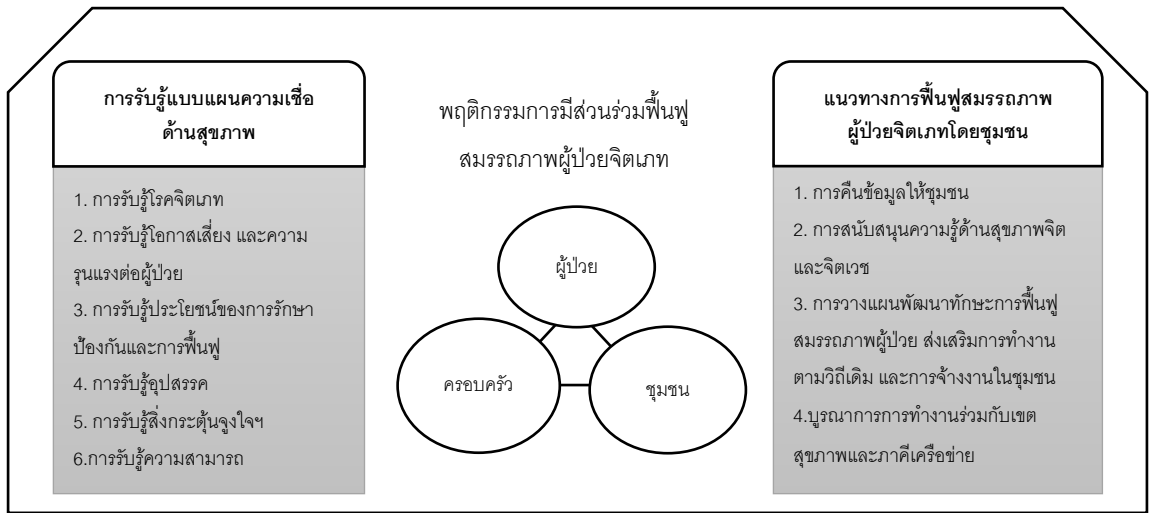 การรับรู้แบบแผนความเชื่อ
ด้านสุขภาพ
1. การรับรู้โรคจิตเภท
2. การรับรู้โอกาสเสี่ยง และความ
รุนแรงต่อผู้ป่วย
3. การรับรู้ประโยชน์ของการรักษา
ป้องกันและการฟื้นฟู
4. การรับรู้อุปสรรค
5. การรับรู้สิ่งกระตุ้นจูงใจฯ
6.การรับรู้ความสามารถ
พฤติกรรมการมีส่วนร่วมฟื้นฟู
สมรรถภาพผู้ป่วยจิตเภท
ผู้ป่วย
ครอบครัว
ชุมชน
แนวทางการฟื้นฟูสมรรถภาพ
ผู้ป่วยจิตเภทโดยชุมชน
1. การคืนข้อมูลให้ชุมชน
2. การสนับสนุนความรู้ด้านสุขภาพจิต
และจิตเวช
3. การวางแผนพัฒนาทักษะการฟื้นฟู
สมรรถภาพผู้ป่วย ส่งเสริมการทำงาน
ตามวิถีเดิม และการจ้างงานในชุมชน
4.บูรณาการการทำงานร่วมกับเขต
สุขภาพและภาคีเครือข่าย